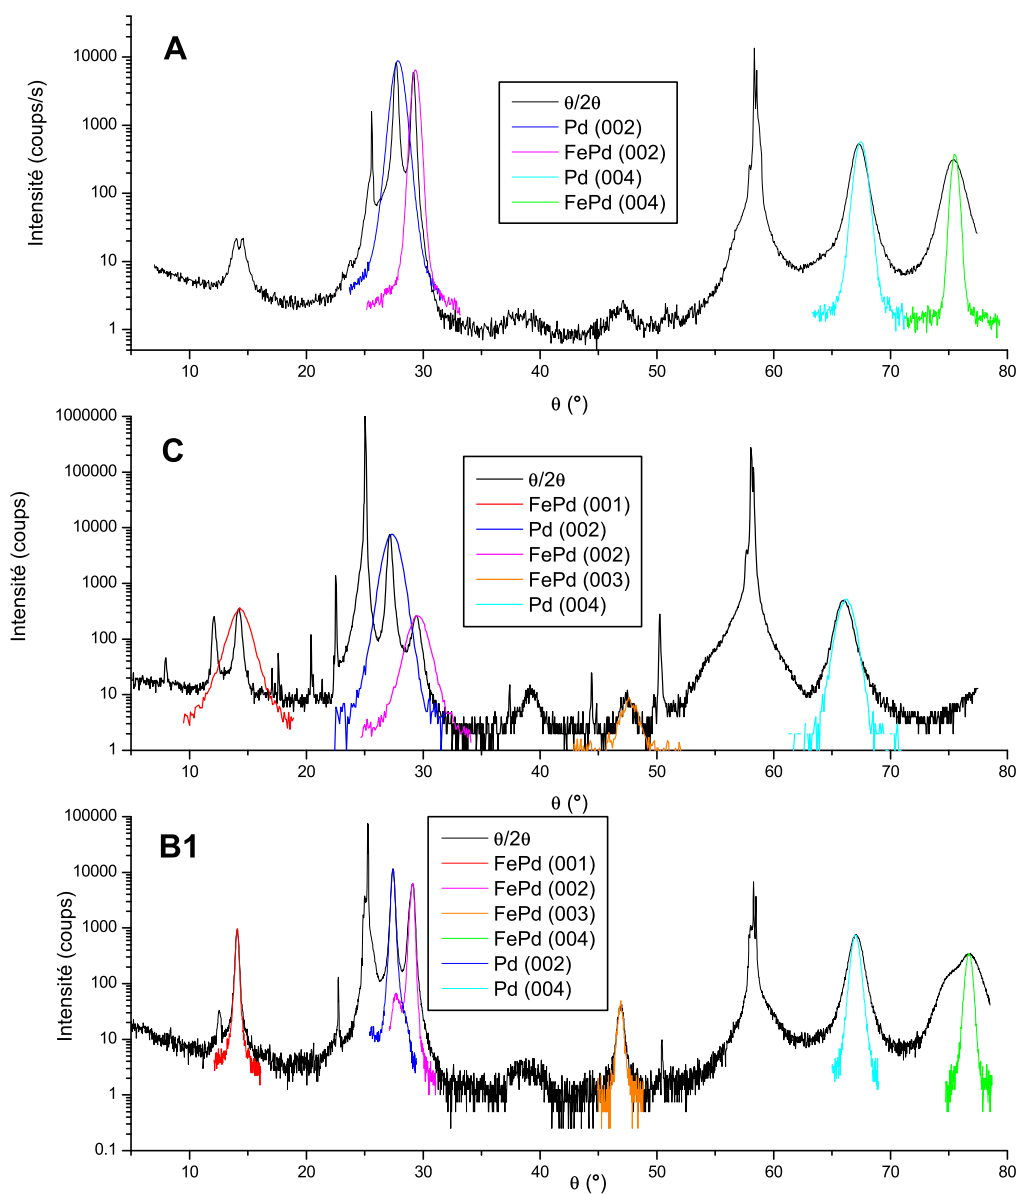 A
10000
1000
100
10
1
Intensité (coups/s)
θ/2θ
Pd (002)
FePd (002)
Pd (004)
FePd (004)
10 20 30 40 50 60 70 80
θ (°)
C
1000000
100000
10000
1000
100
10
1
Intensité (coups)
θ/2θ
FePd (001)
Pd (002)
FePd (002)
FePd (003)
Pd (004)
10 20 30 40 50 60 70 80
θ (°)
B1
100000
10000
1000
100
10
1
0.1
Intensité (coups)
θ/2θ
FePd (001)
FePd (002)
FePd (003)
FePd (004)
Pd (002)
Pd (004)
10 20 30 40 50 60 70 80
θ (°)